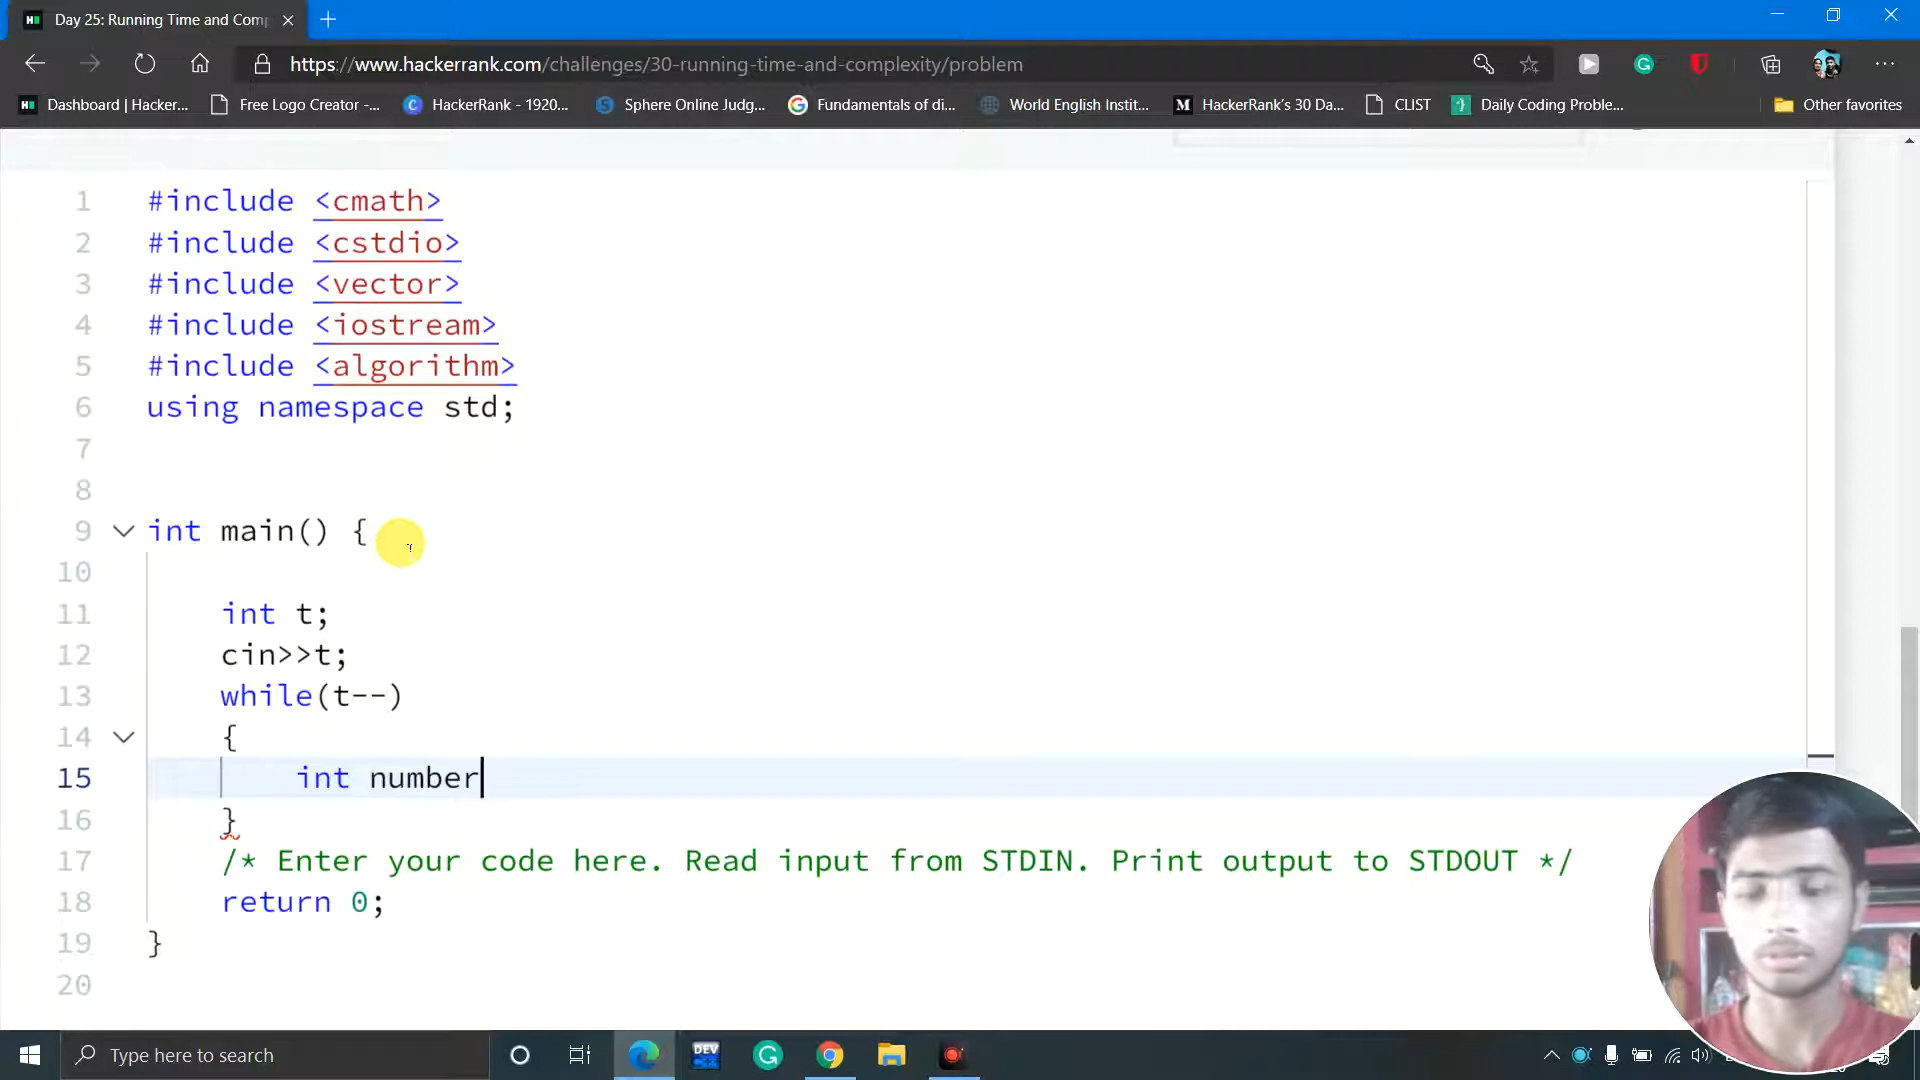 Day 25: Running Time and Comp
https://www.hackerrank.com/challenges/30-running-time-and-complexity/problem
Dashboard | Hacker... Free Logo Creator -... HackerRank - 1920... Sphere Online Judg... Fundamentals of di... World English Instit... HackerRank's 30 Da... CLIST Daily Coding Proble... Other favorites
1 #include <cmath>
2 #include <cstdio>
3 #include <vector>
4 #include <iostream>
5 #include <algorithm>
6 using namespace std;
7
8
9 int main() {
10
11 int t;
12 cin>>t;
13 while(t--)
14 {
15 int number
16 }
17 /* Enter your code here. Read input from STDIN. Print output to STDOUT */
18 return 0;
19 }
20
Type here to search
DEV